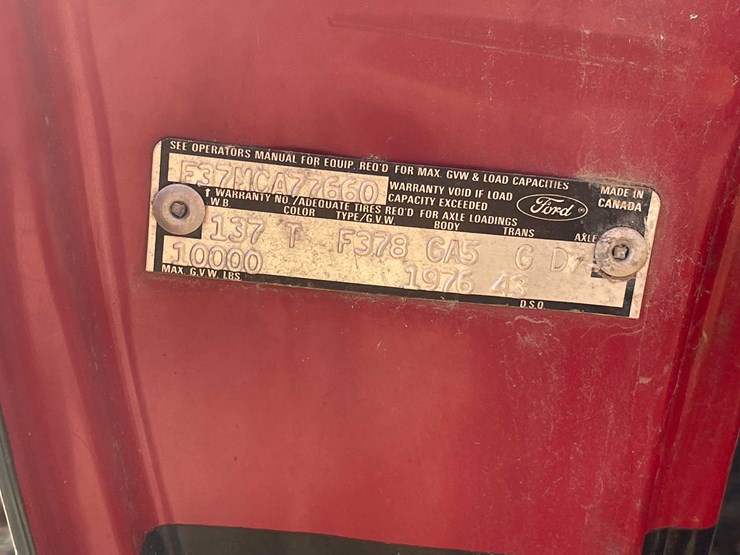 SEE OPERATORS MANUAL FOR EQUIP. REQ'D FOR MAX. GVW & LOAD CAPACITIES
F37MCA77660 WARRANTY VOID IF LOAD CAPACITY EXCEEDED Ford ® MADE IN CANADA
↑ WARRANTY NO. / ADEQUATE TIRES REQ'D FOR AXLE LOADINGS
W.B. COLOR TYPE/G.V.W. BODY TRANS AXLE
137 T F378 CA5 G D7
10000 1976 43
MAX. G.V.W. LBS. D.S.O.